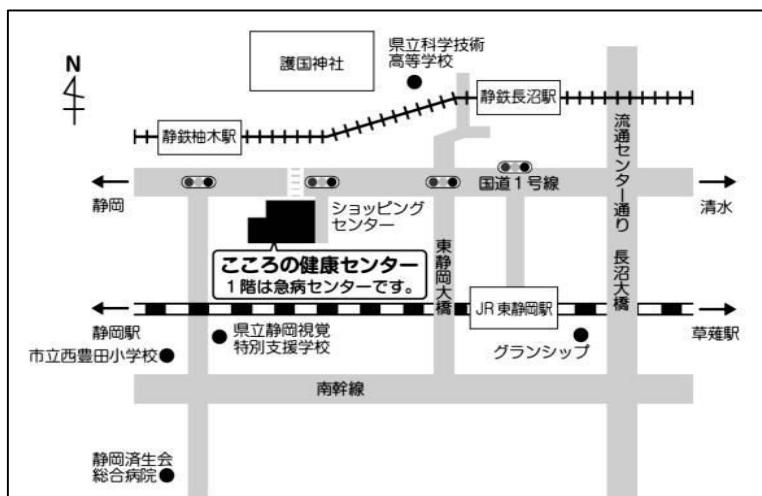 県立科学技術
高等学校
護国神社
N
静鉄長沼駅
静鉄柚木駅
流通センター通り 長沼大橋
国道1号線
静岡
清水
ショッピング
センター
東静岡大橋
こころの健康センター
1階は急病センターです。
JR東静岡駅
静岡駅
草薙駅
県立静岡視覚
特別支援学校
グランシップ
市立西豊田小学校
南幹線
静岡済生会
総合病院